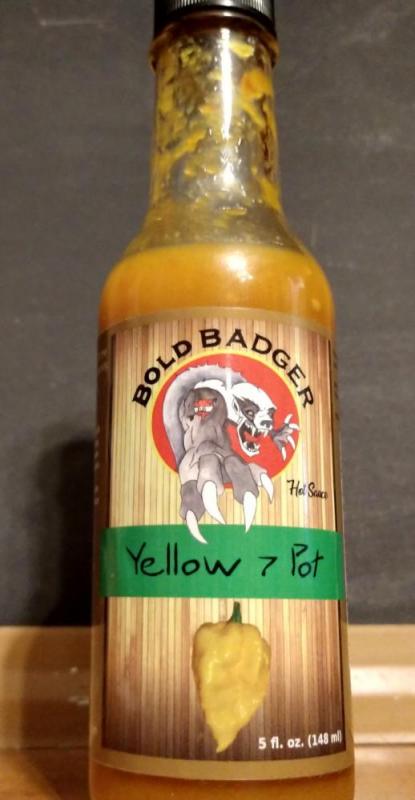 BOLD BADGER
Hot Sauce
Yellow 7 Pot
5 fl. oz. (148 ml)